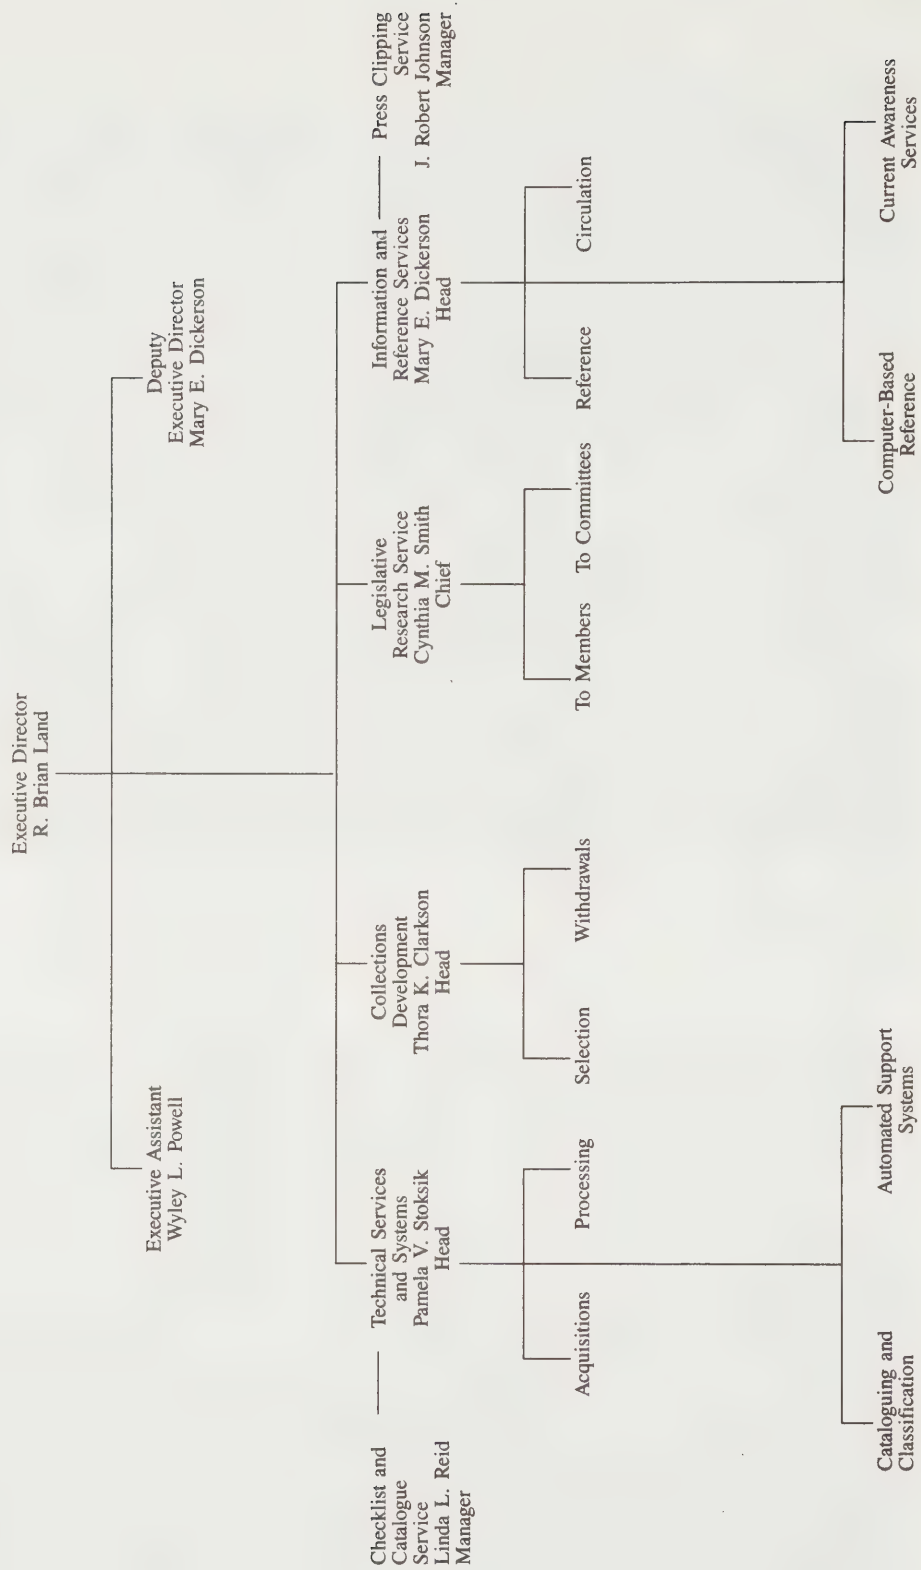 Executive Director
R. Brian Land
Executive Assistant
Wyley L. Powell
Deputy
Executive Director
Mary E. Dickerson
Checklist and
Catalogue
Service
Linda L. Reid
Manager
Technical Services
and Systems
Pamela V. Stoksik
Head
Collections
Development
Thora K. Clarkson
Head
Legislative
Research Service
Cynthia M. Smith
Chief
Information and
Reference Services
Mary E. Dickerson
Head
Press Clipping
Service
J. Robert Johnson
Manager
Acquisitions
Processing
Selection
Withdrawals
To Members
To Committees
Reference
Circulation
Cataloguing and
Classification
Automated Support
Systems
Computer-Based
Reference
Current Awareness
Services